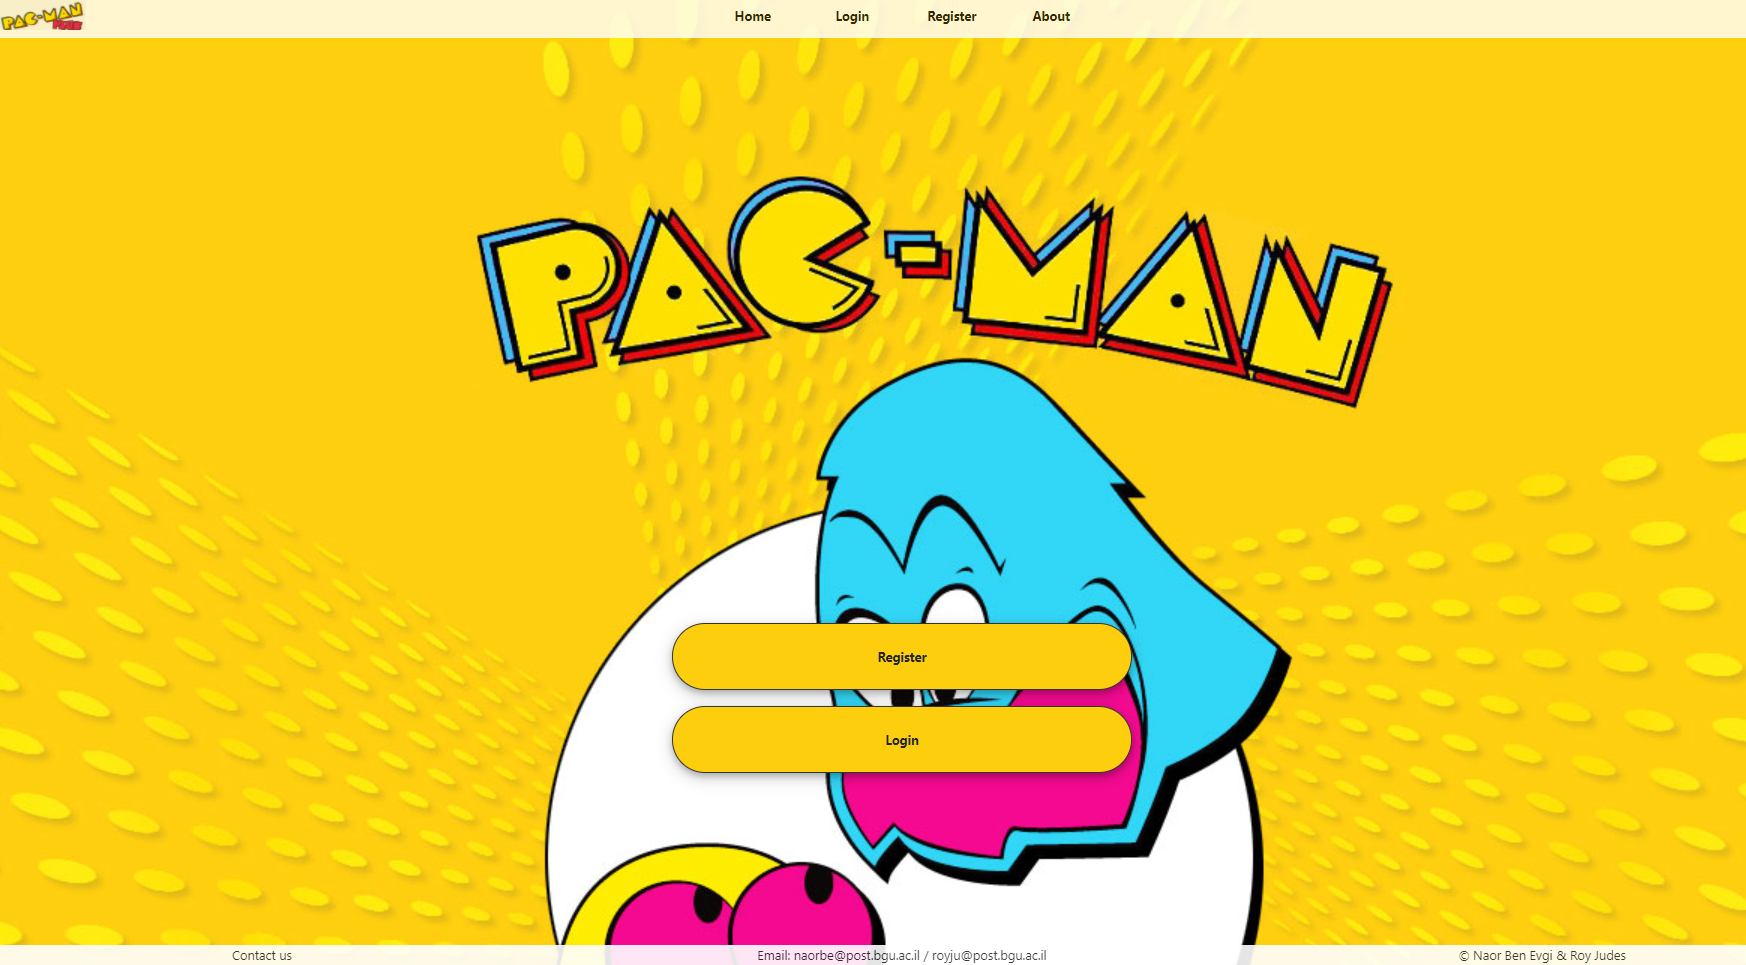 PAC-MAN
Home Login Register About
PAC-MAN
Register
Login
Contact us Email: naorbe@post.bgu.ac.il / royju@post.bgu.ac.il © Naor Ben Evgi & Roy Judes